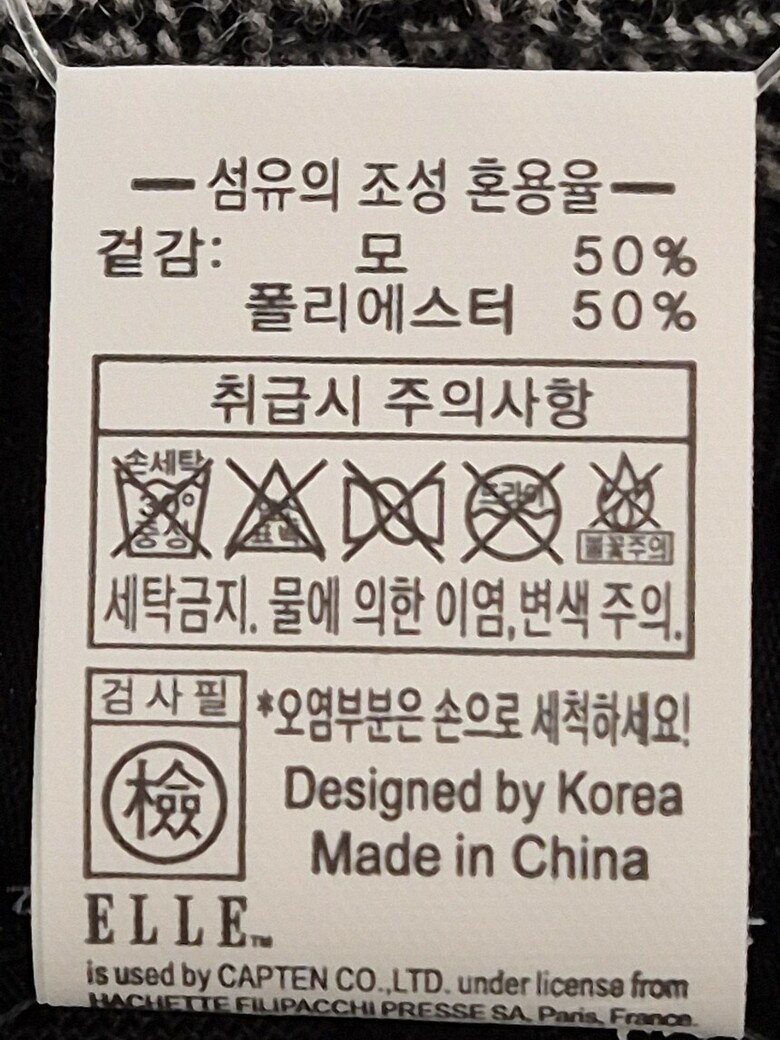 섬유의 조성 혼용율
겉감: 모 50%
폴리에스터 50%
취급시 주의사항
손세탁
30°
중성
표백
드라이
불꽃주의
세탁금지. 물에 의한 이염,변색 주의.
검사필
檢
*오염부분은 손으로 세척하세요!
Designed by Korea
Made in China
ELLE™
is used by CAPTEN CO.,LTD. under license from
HACHETTE FILIPACCHI PRESSE SA. Paris, France.